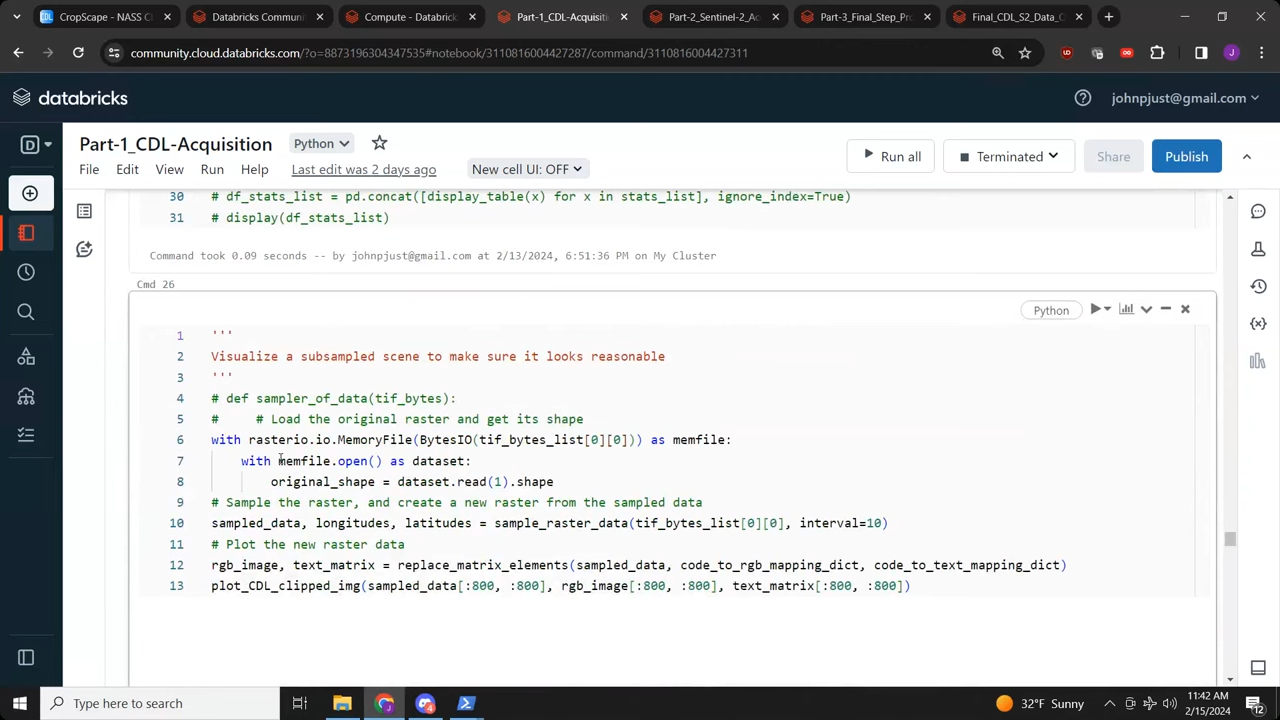 CropScape - NASS C
Databricks Communi
Compute - Databricks
Part-1_CDL-Acquisiti
Part-2_Sentinel-2_Ac
Part-3_Final_Step_Pro
Final_CDL_S2_Data_C
community.cloud.databricks.com/?o=8873196304347535#notebook/3110816004427287/command/3110816004427311
databricks
johnpjust@gmail.com
Part-1_CDL-Acquisition
Python
Run all
Terminated
Share
Publish
File
Edit
View
Run
Help
Last edit was 2 days ago
New cell UI: OFF
30 # df_stats_list = pd.concat([display_table(x) for x in stats_list], ignore_index=True)
31 # display(df_stats_list)
Command took 0.09 seconds -- by johnpjust@gmail.com at 2/13/2024, 6:51:36 PM on My Cluster
Cmd 26
Python
1 '''
2 Visualize a subsampled scene to make sure it looks reasonable
3 '''
4 # def sampler_of_data(tif_bytes):
5 #     # Load the original raster and get its shape
6 with rasterio.io.MemoryFile(BytesIO(tif_bytes_list[0][0])) as memfile:
7     with memfile.open() as dataset:
8         original_shape = dataset.read(1).shape
9 # Sample the raster, and create a new raster from the sampled data
10 sampled_data, longitudes, latitudes = sample_raster_data(tif_bytes_list[0][0], interval=10)
11 # Plot the new raster data
12 rgb_image, text_matrix = replace_matrix_elements(sampled_data, code_to_rgb_mapping_dict, code_to_text_mapping_dict)
13 plot_CDL_clipped_img(sampled_data[:800, :800], rgb_image[:800, :800], text_matrix[:800, :800])
Type here to search
32°F Sunny
11:42 AM
2/15/2024